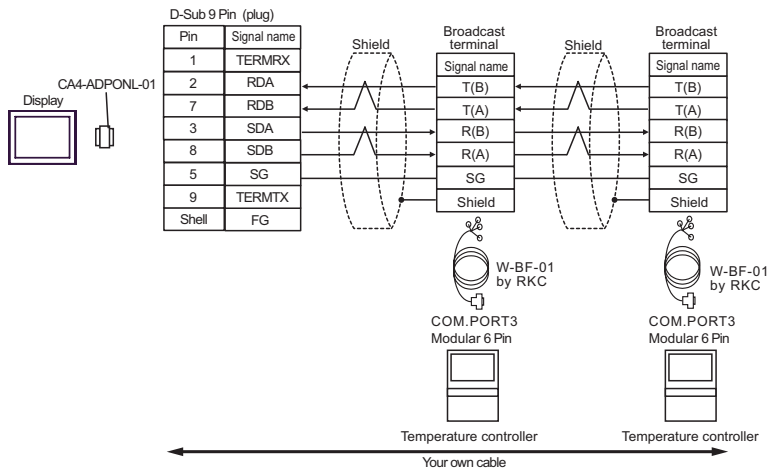 D-Sub 9 Pin (plug)
Pin Signal name
1 TERMRX
2 RDA
7 RDB
3 SDA
8 SDB
5 SG
9 TERMTX
Shell FG
CA4-ADPONL-01
Display
Shield
Broadcast
terminal
Signal name
T(B)
T(A)
R(B)
R(A)
SG
Shield
Shield
Broadcast
terminal
Signal name
T(B)
T(A)
R(B)
R(A)
SG
Shield
W-BF-01
by RKC
COM.PORT3
Modular 6 Pin
Temperature controller
W-BF-01
by RKC
COM.PORT3
Modular 6 Pin
Temperature controller
Your own cable